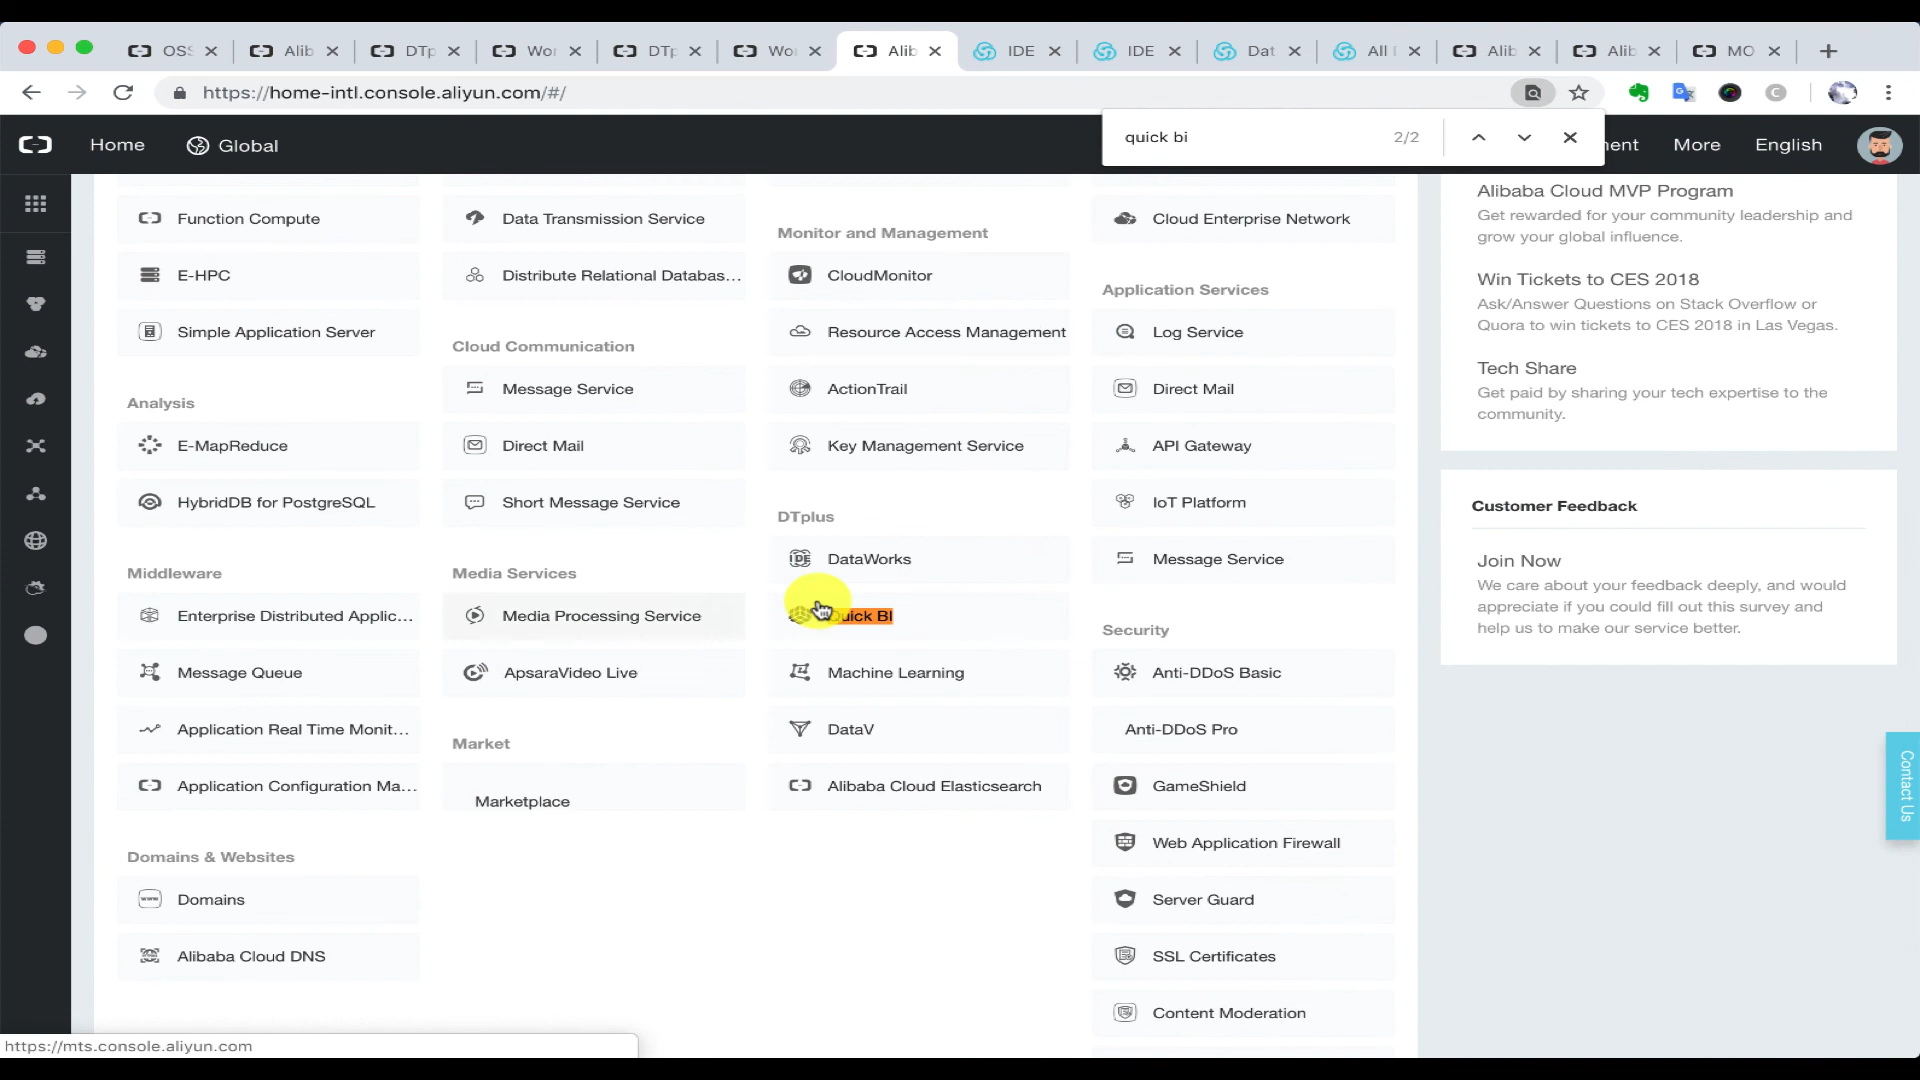 OSS
Alib
DTp
Wor
DTp
Wo
Alib
IDE
IDE
Dat
All
Alib
Alib
MO
https://home-intl.console.aliyun.com/#/
quick bi
2/2
Home
Global
ment
More
English
Function Compute
E-HPC
Simple Application Server
Analysis
E-MapReduce
HybridDB for PostgreSQL
Middleware
Enterprise Distributed Applic...
Message Queue
Application Real Time Monit...
Application Configuration Ma...
Domains & Websites
Domains
Alibaba Cloud DNS
Data Transmission Service
Distribute Relational Databas...
Cloud Communication
Message Service
Direct Mail
Short Message Service
Media Services
Media Processing Service
ApsaraVideo Live
Market
Marketplace
Monitor and Management
CloudMonitor
Resource Access Management
ActionTrail
Key Management Service
DTplus
IDE
DataWorks
Quick BI
Machine Learning
DataV
Alibaba Cloud Elasticsearch
Cloud Enterprise Network
Application Services
Log Service
Direct Mail
API Gateway
IoT Platform
Message Service
Security
Anti-DDoS Basic
Anti-DDoS Pro
GameShield
Web Application Firewall
Server Guard
SSL Certificates
Content Moderation
Alibaba Cloud MVP Program
Get rewarded for your community leadership and
grow your global influence.
Win Tickets to CES 2018
Ask/Answer Questions on Stack Overflow or
Quora to win tickets to CES 2018 in Las Vegas.
Tech Share
Get paid by sharing your tech expertise to the
community.
Customer Feedback
Join Now
We care about your feedback deeply, and would
appreciate if you could fill out this survey and
help us to make our service better.
Contact Us
https://mts.console.aliyun.com